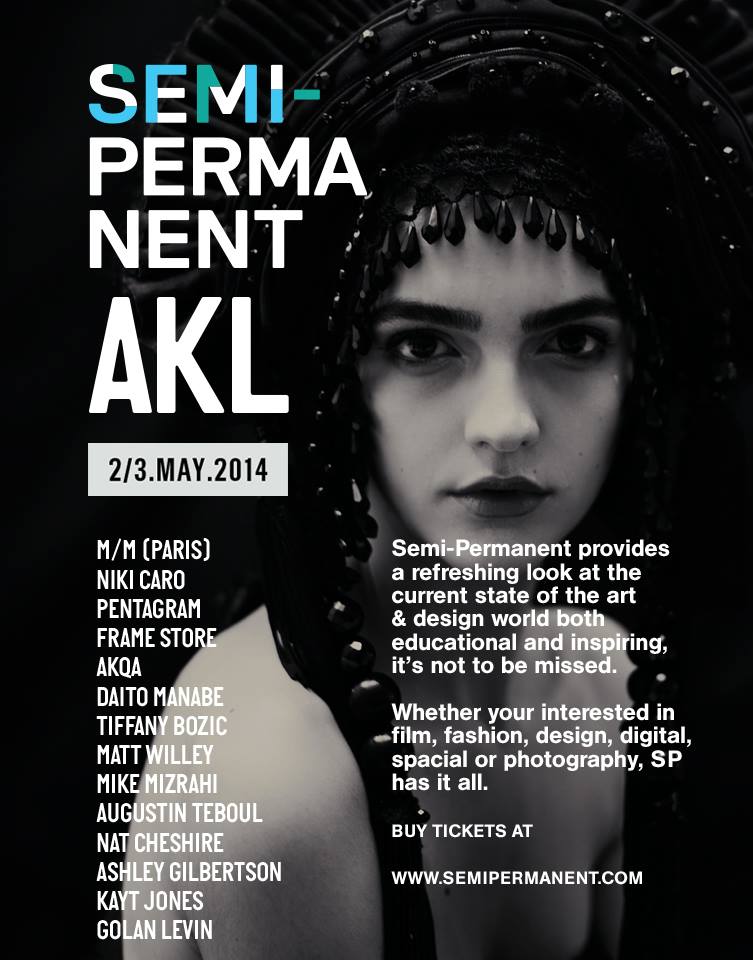 SEMI-
PERMA
NENT
AKL
2/3.MAY.2014
M/M (PARIS)
NIKI CARO
PENTAGRAM
FRAME STORE
AKQA
DAITO MANABE
TIFFANY BOZIC
MATT WILLEY
MIKE MIZRAHI
AUGUSTIN TEBOUL
NAT CHESHIRE
ASHLEY GILBERTSON
KAYT JONES
GOLAN LEVIN
Semi-Permanent provides
a refreshing look at the
current state of the art
& design world both
educational and inspiring,
it's not to be missed.
Whether your interested in
film, fashion, design, digital,
spacial or photography, SP
has it all.
BUY TICKETS AT
WWW.SEMIPERMANENT.COM